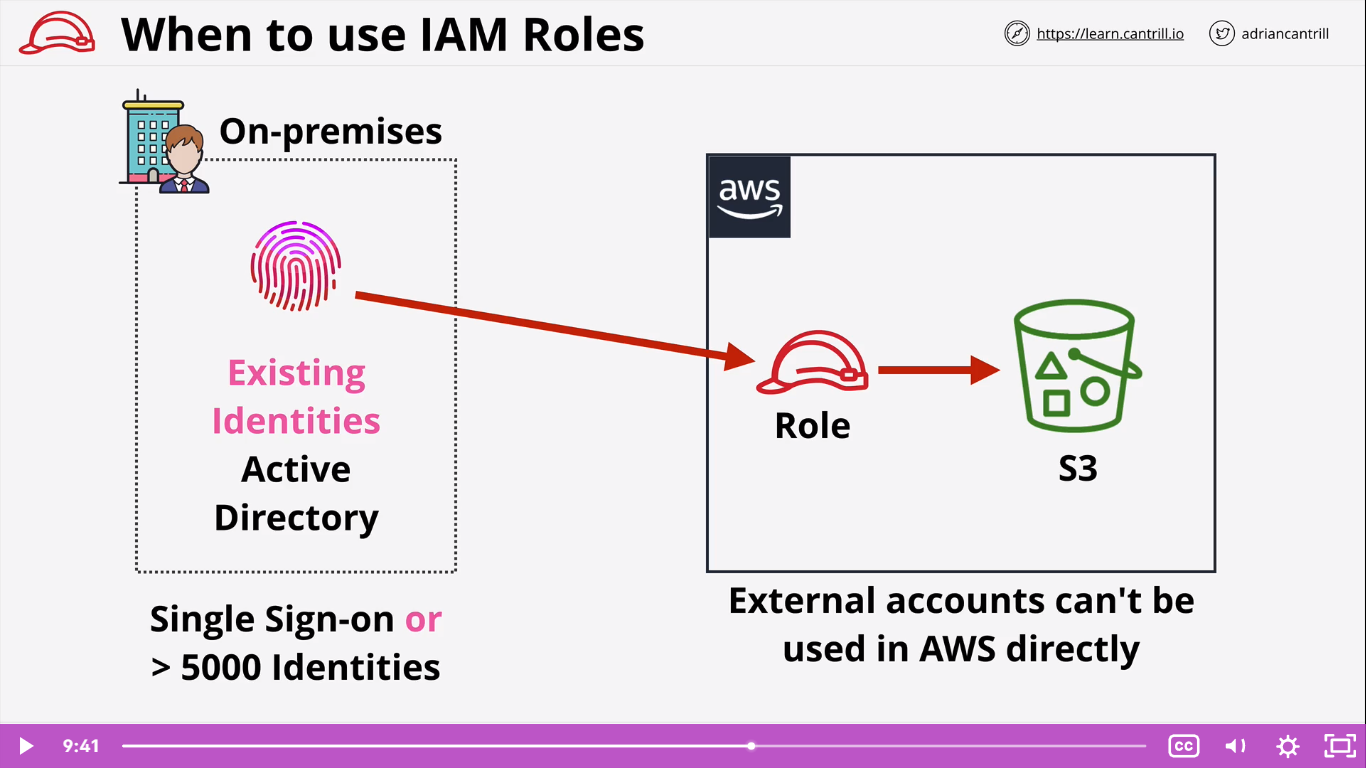 When to use IAM Roles
https://learn.cantrill.io
adriancantrill
On-premises
Existing
Identities
Active
Directory
Single Sign-on or
> 5000 Identities
aws
Role
S3
External accounts can't be
used in AWS directly
9:41
CC